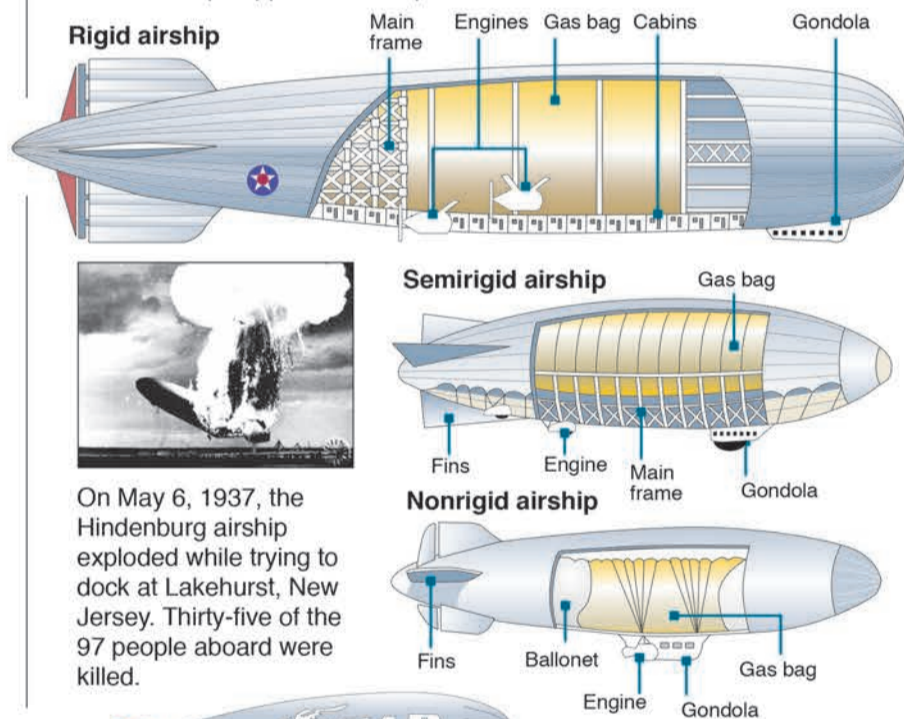 Rigid airship
Main
frame
Engines
Gas bag
Cabins
Gondola
Semirigid airship
Gas bag
Fins
Engine
Main
frame
Gondola
On May 6, 1937, the
Hindenburg airship
exploded while trying to
dock at Lakehurst, New
Jersey. Thirty-five of the
97 people aboard were
killed.
Nonrigid airship
Fins
Ballonet
Engine
Gondola
Gas bag